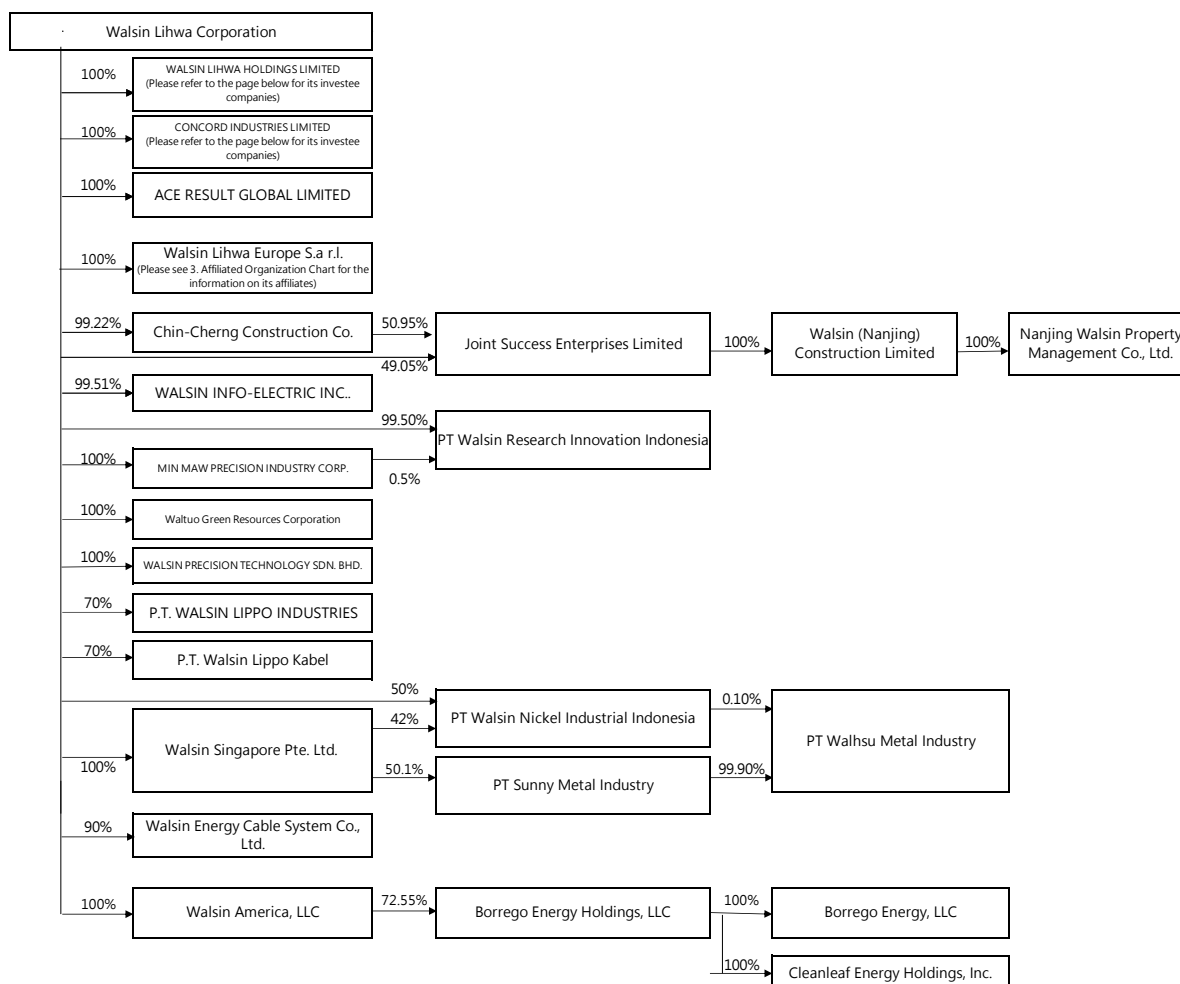 Walsin Lihwa Corporation
100%
WALSIN LIHWA HOLDINGS LIMITED
(Please refer to the page below for its investee
companies)
100%
CONCORD INDUSTRIES LIMITED
(Please refer to the page below for its investee
companies)
100%
ACE RESULT GLOBAL LIMITED
100%
Walsin Lihwa Europe S.a r.l.
(Please see 3. Affiliated Organization Chart for the
information on its affiliates)
99.22%
Chin-Cherng Construction Co.
50.95%
49.05%
Joint Success Enterprises Limited
100%
Walsin (Nanjing)
Construction Limited
100%
Nanjing Walsin Property
Management Co., Ltd.
99.51%
WALSIN INFO-ELECTRIC INC..
99.50%
PT Walsin Research Innovation Indonesia
100%
MIN MAW PRECISION INDUSTRY CORP.
0.5%
100%
Waltuo Green Resources Corporation
100%
WALSIN PRECISION TECHNOLOGY SDN. BHD.
70%
P.T. WALSIN LIPPO INDUSTRIES
70%
P.T. Walsin Lippo Kabel
50%
42%
PT Walsin Nickel Industrial Indonesia
0.10%
PT Walhsu Metal Industry
100%
Walsin Singapore Pte. Ltd.
50.1%
PT Sunny Metal Industry
99.90%
90%
Walsin Energy Cable System Co.,
Ltd.
100%
Walsin America, LLC
72.55%
Borrego Energy Holdings, LLC
100%
Borrego Energy, LLC
100%
Cleanleaf Energy Holdings, Inc.